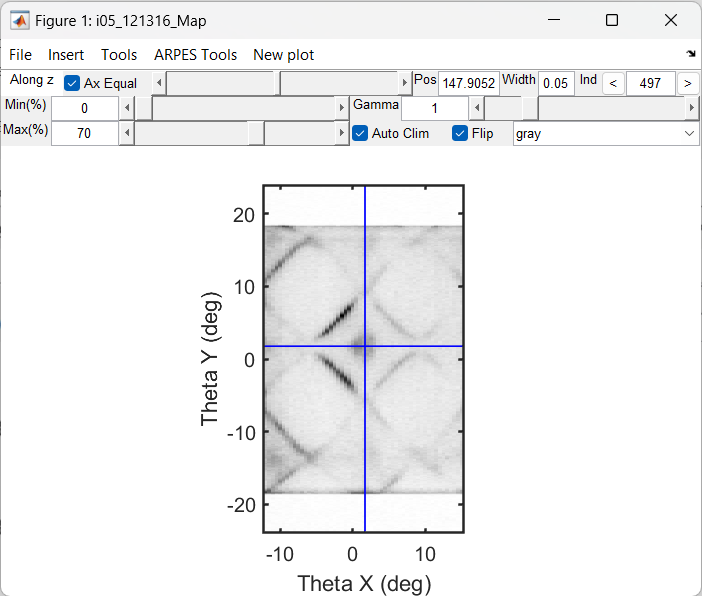 Figure 1: i05_121316_Map
File Insert Tools ARPES Tools New plot
Along z Ax Equal Pos 147.9052 Width 0.05 Ind < 497 >
Min(%) 0 Gamma 1
Max(%) 70 Auto Clim Flip gray
20
10
0
-10
-20
Theta Y (deg)
-10 0 10
Theta X (deg)